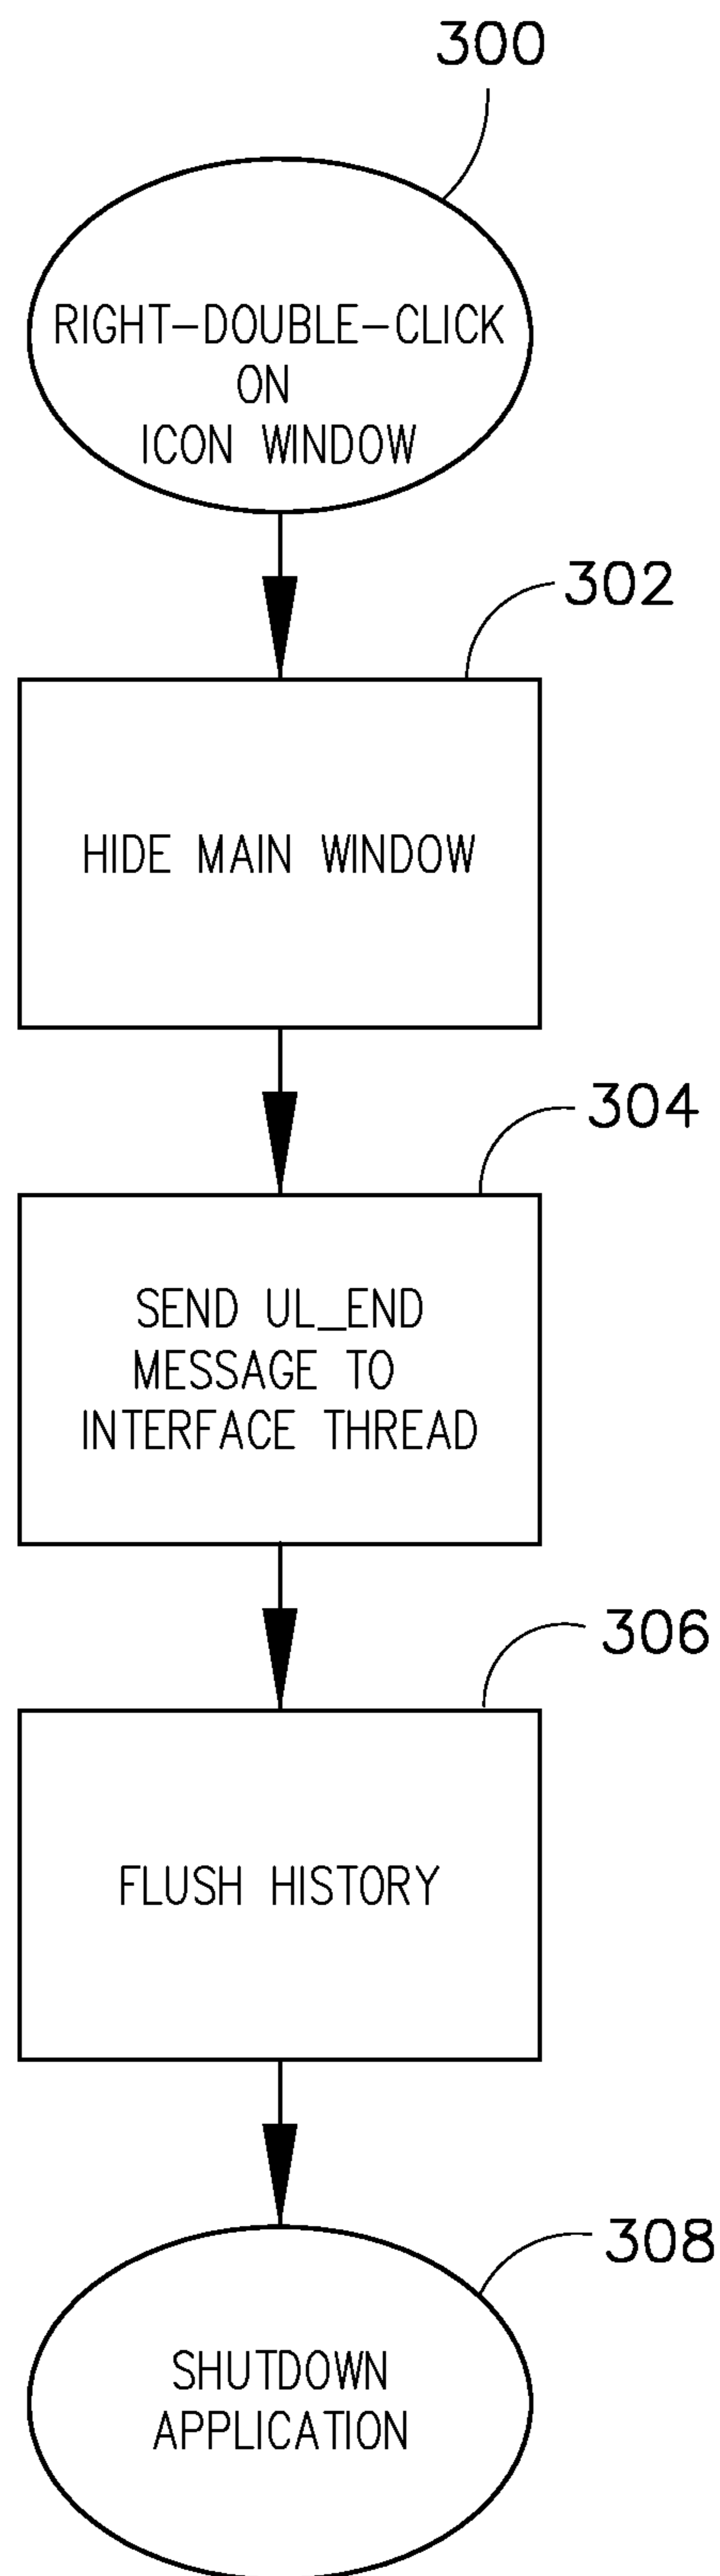 300
RIGHT-DOUBLE-CLICK
ON
ICON WINDOW
302
HIDE MAIN WINDOW
304
SEND UL_END
MESSAGE TO
INTERFACE THREAD
306
FLUSH HISTORY
308
SHUTDOWN
APPLICATION